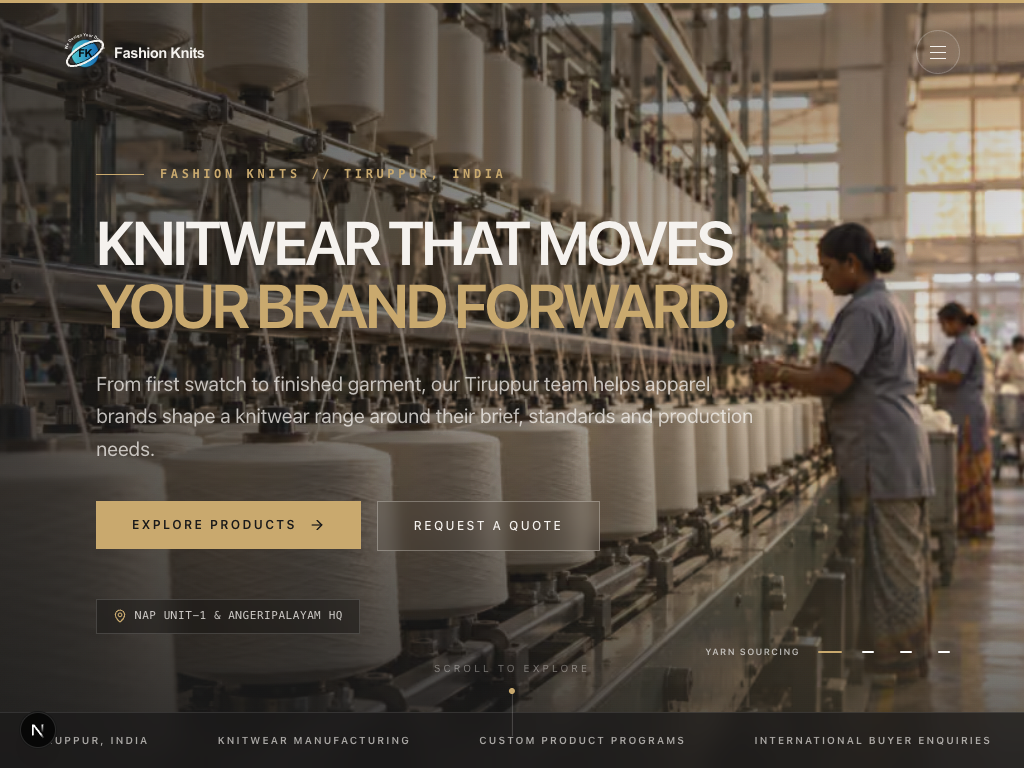 FK
Fashion Knits
FASHION KNITS // TIRUPPUR, INDIA
KNITWEAR THAT MOVES
YOUR BRAND FORWARD.
From first swatch to finished garment, our Tiruppur team helps apparel
brands shape a knitwear range around their brief, standards and production
needs.
EXPLORE PRODUCTS
REQUEST A QUOTE
NAP UNIT–1 & ANGERIPALAYAM HQ
YARN SOURCING
SCROLL TO EXPLORE
N
UPPUR, INDIA
KNITWEAR MANUFACTURING
CUSTOM PRODUCT PROGRAMS
INTERNATIONAL BUYER ENQUIRIES